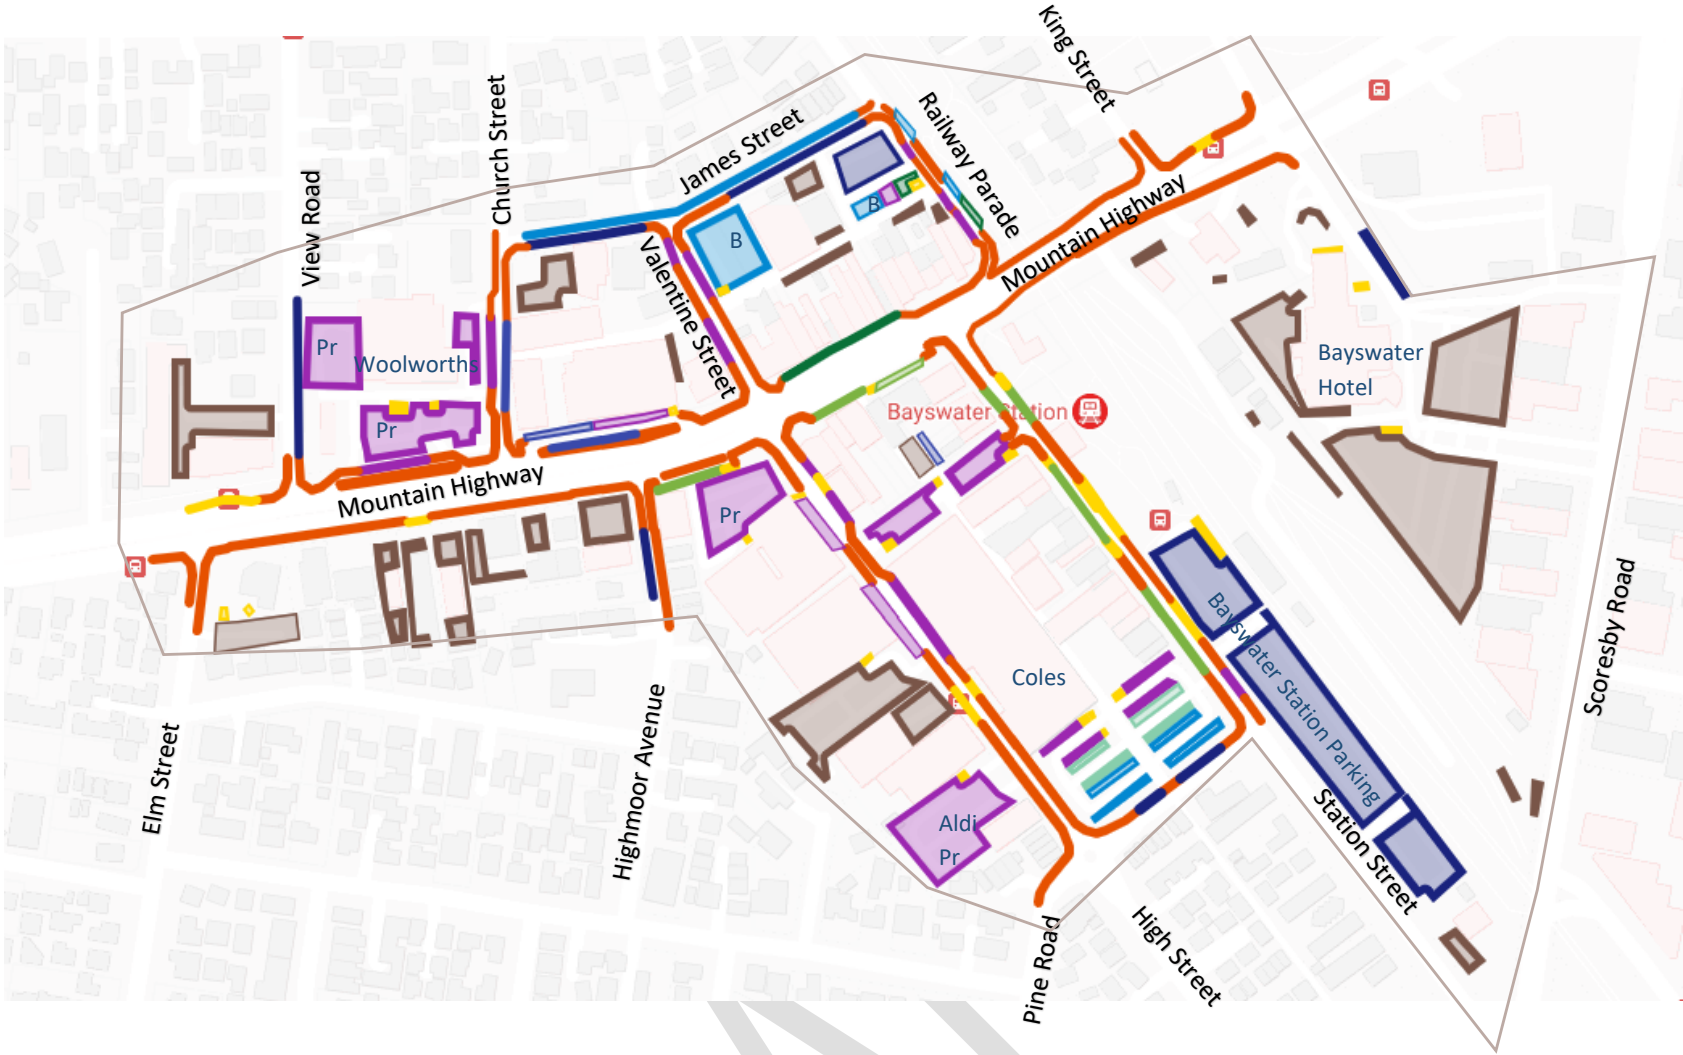 King Street
Railway Parade
James Street
Church Street
View Road
Mountain Highway
Valentine Street
B
B
Pr
Woolworths
Pr
Bayswater
Hotel
Bayswater Station
Mountain Highway
Pr
Bayswater Station Parking
Scoresby Road
Coles
Elm Street
Highmoor Avenue
Aldi
Pr
Station Street
Pine Road
High Street